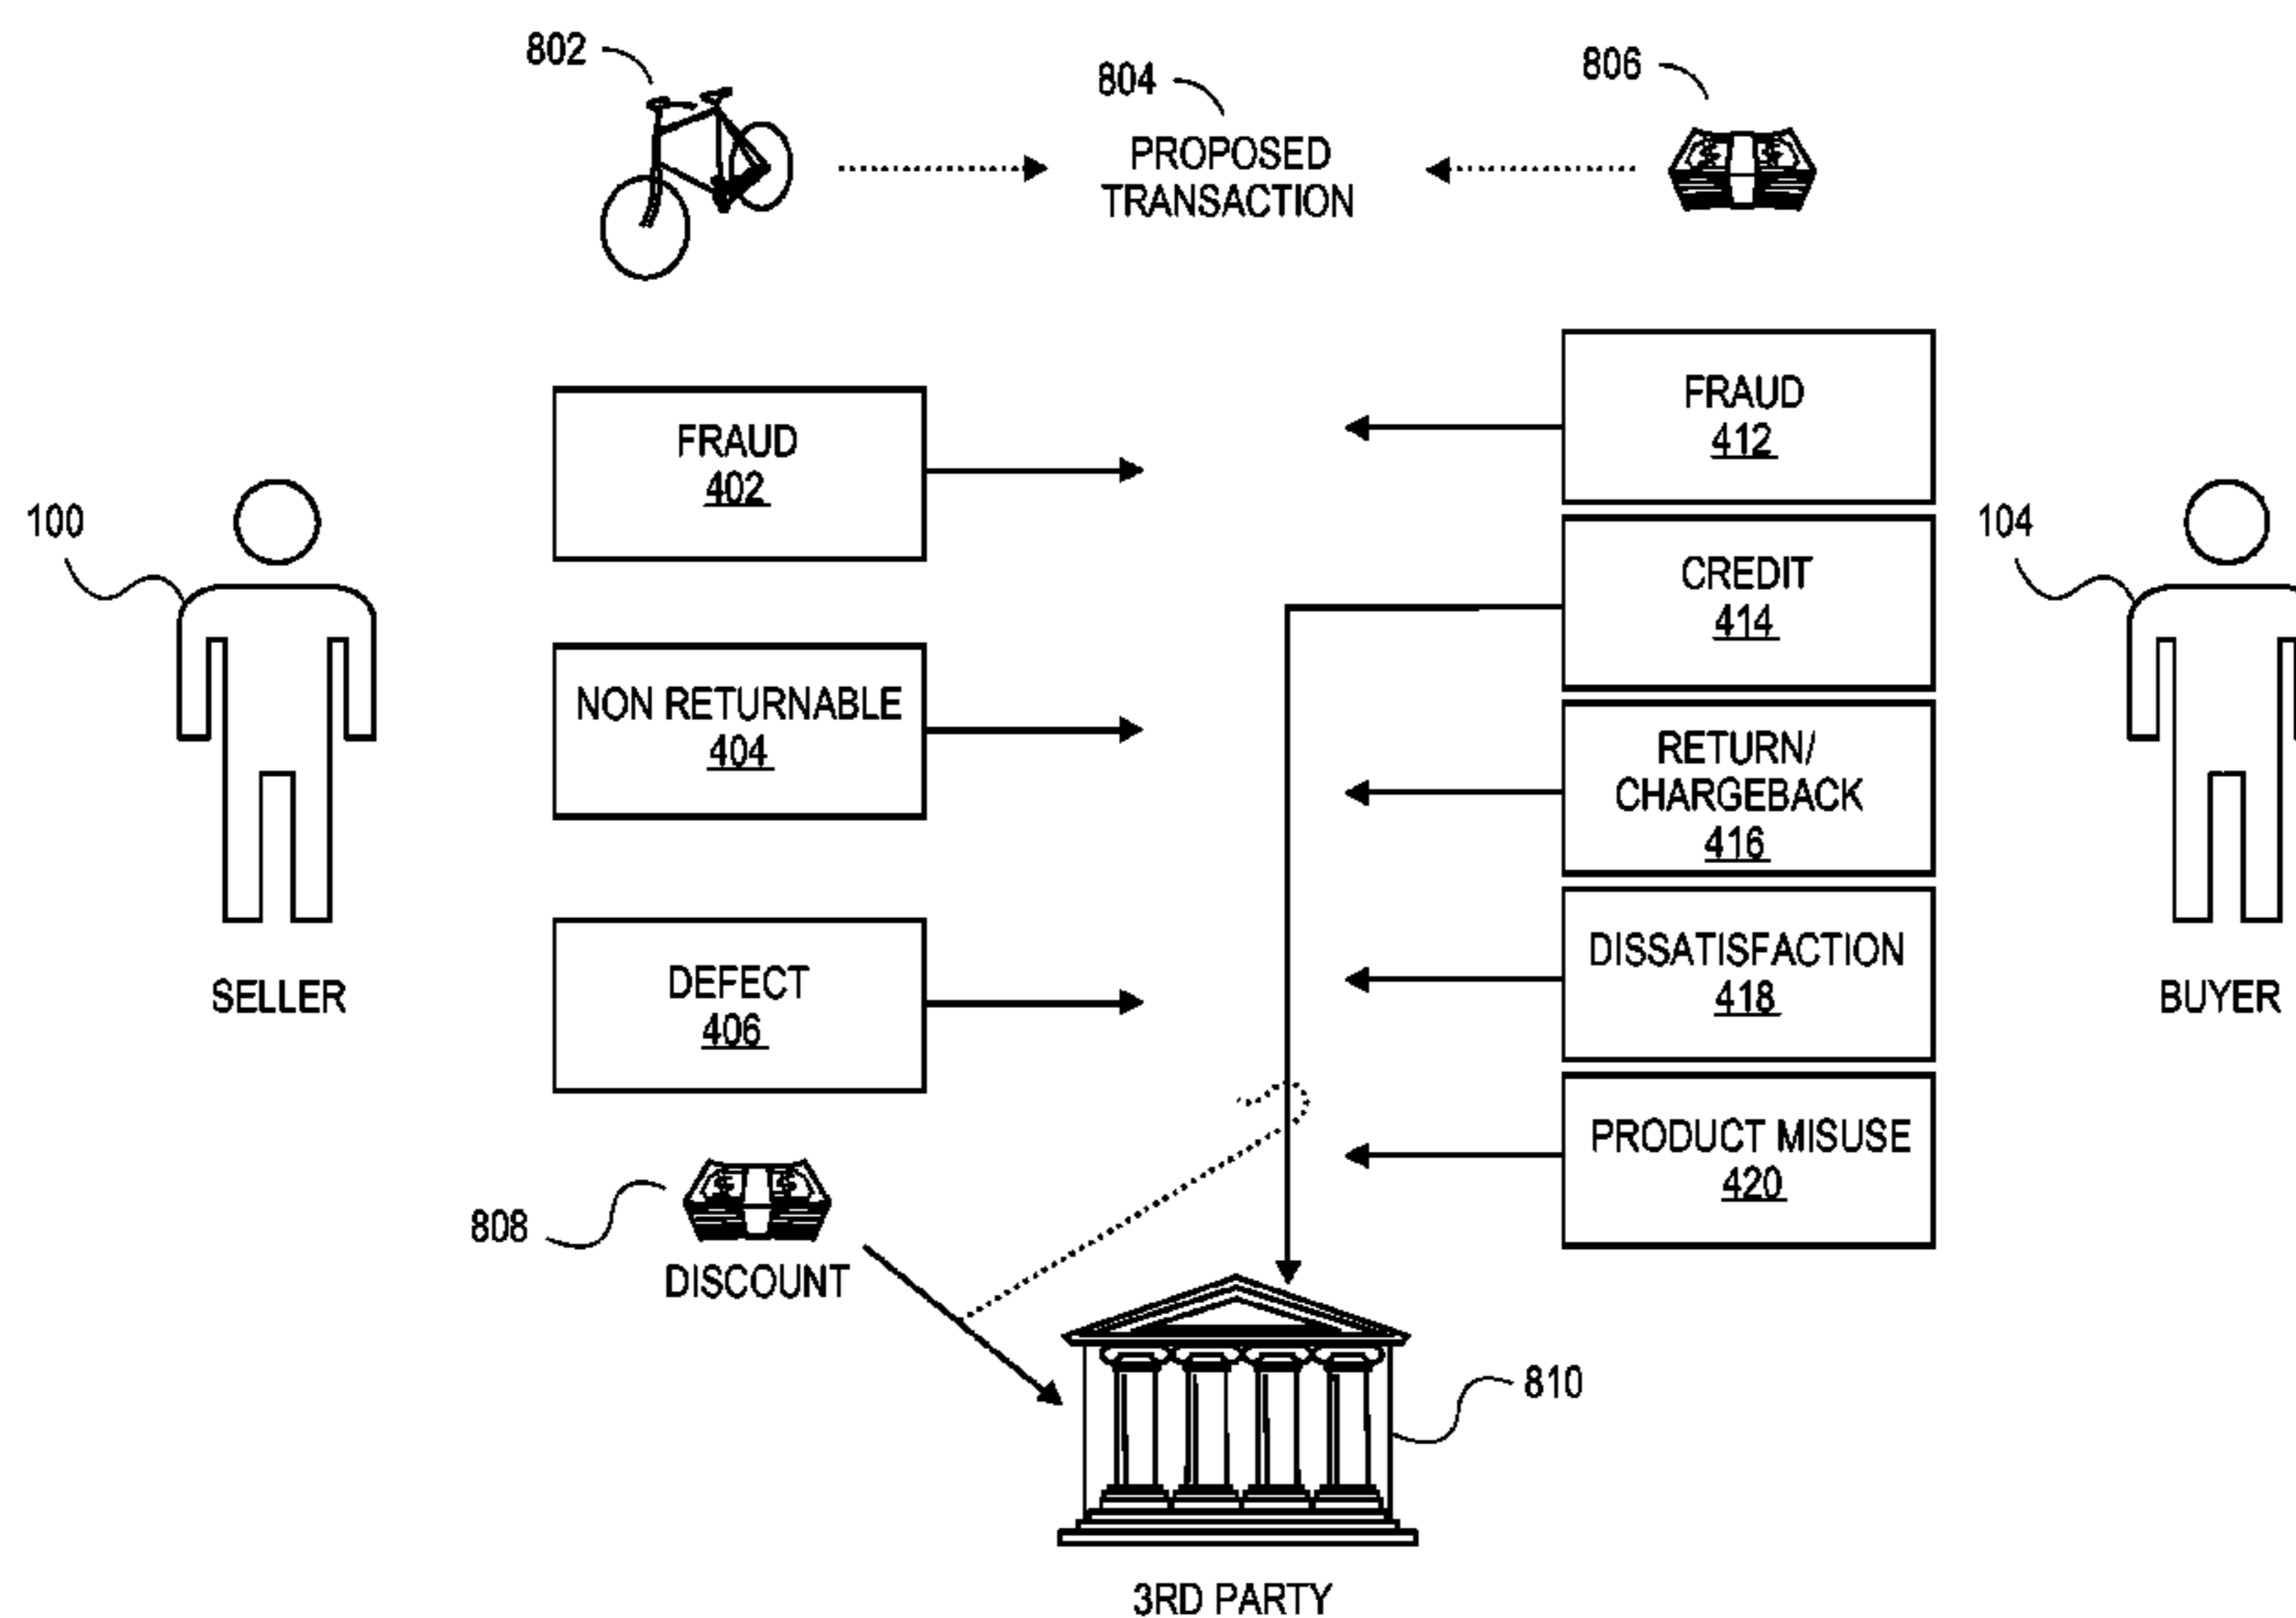 802
804
806
PROPOSED
TRANSACTION
FRAUD
402
FRAUD
412
100
CREDIT
414
104
NON RETURNABLE
404
RETURN/
CHARGEBACK
416
SELLER
DEFECT
406
DISSATISFACTION
418
BUYER
808
DISCOUNT
PRODUCT MISUSE
420
810
3RD PARTY